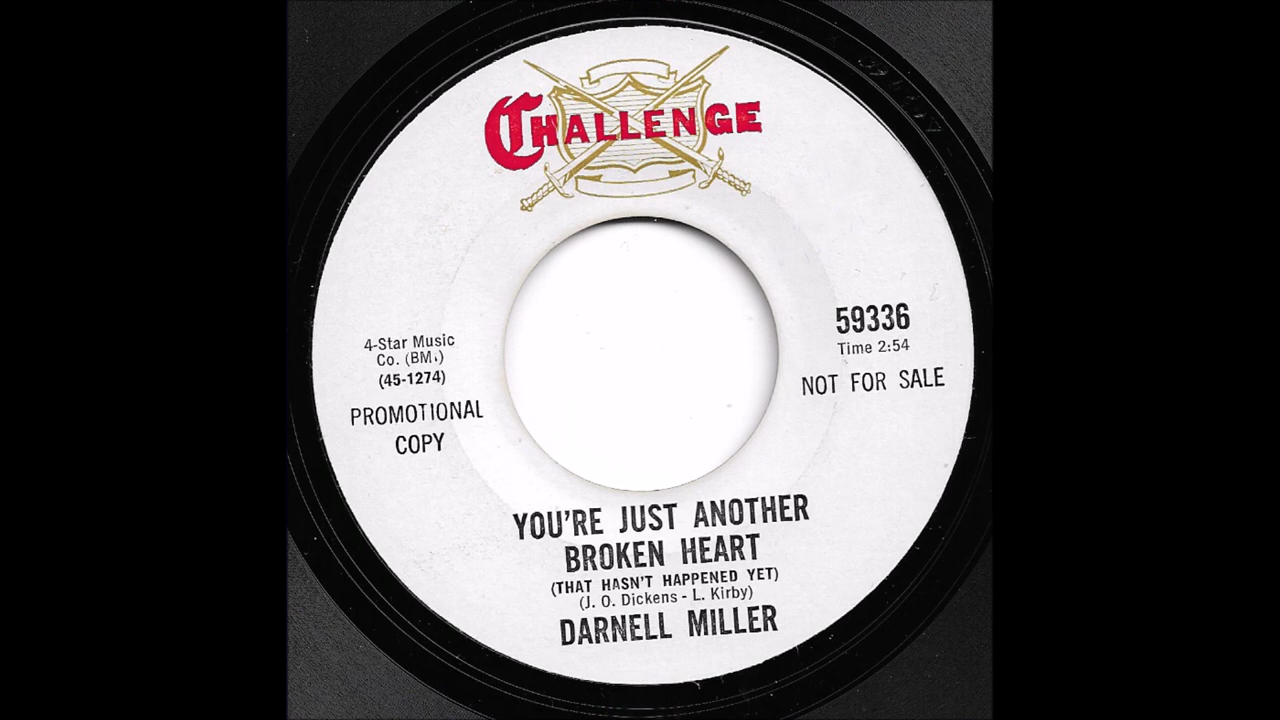 CHALLENGE
4-Star Music
Co. (BMI)
(45-1274)
PROMOTIONAL
COPY
59336
Time 2:54
NOT FOR SALE
YOU'RE JUST ANOTHER
BROKEN HEART
(THAT HASN'T HAPPENED YET)
(J. O. Dickens - L. Kirby)
DARNELL MILLER